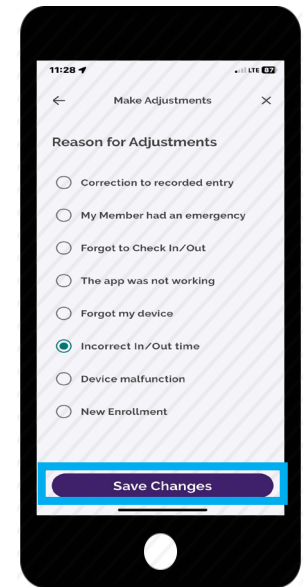 11:28
LTE 87
Make Adjustments
Reason for Adjustments
Correction to recorded entry
My Member had an emergency
Forgot to Check In/Out
The app was not working
Forgot my device
Incorrect In/Out time
Device malfunction
New Enrollment
Save Changes